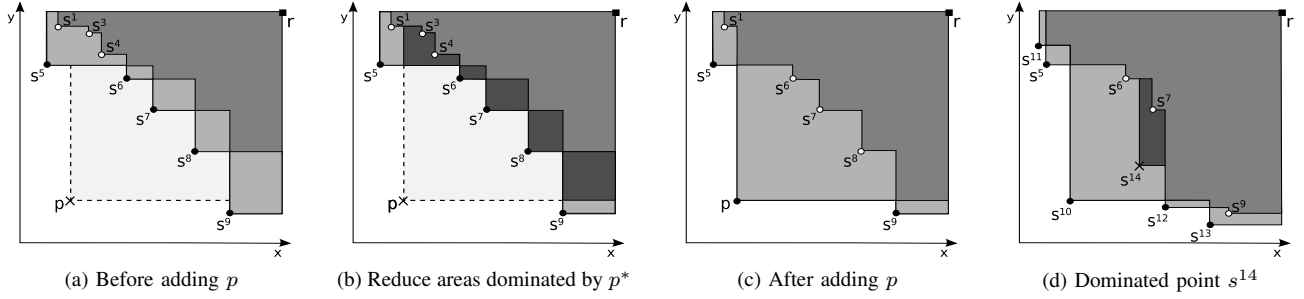 y
s¹
s³
s⁴
s⁵
s⁶
s⁷
s⁸
s⁹
p
r
x
(a) Before adding p
y
s¹
s³
s⁴
s⁵
s⁶
s⁷
s⁸
s⁹
p
r
x
(b) Reduce areas dominated by p*
y
s¹
s⁵
s⁶
s⁷
s⁸
s⁹
p
r
x
(c) After adding p
y
s¹¹
s⁵
s⁶
s⁷
s¹⁴
s¹⁰
s¹²
s⁹
s¹³
r
x
(d) Dominated point s¹⁴